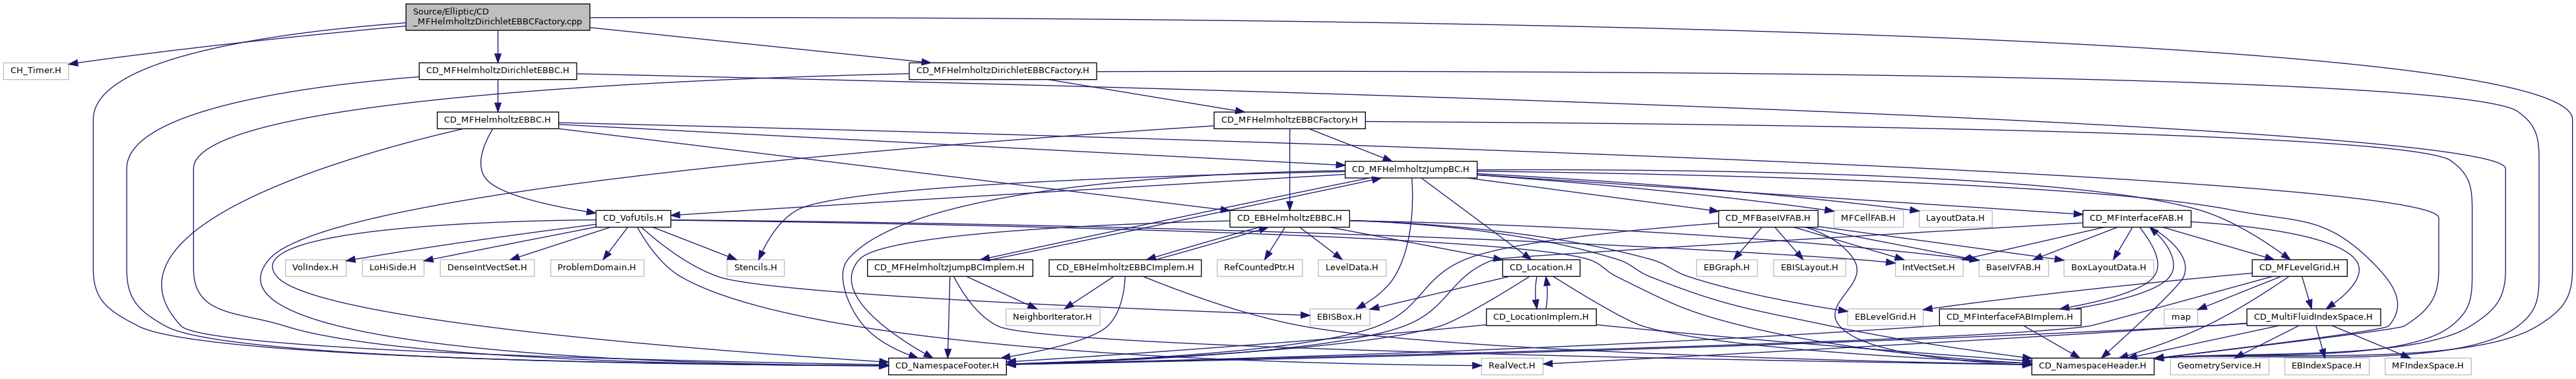 Source/Elliptic/CD
_MFHelmholtzDirichletEBBCFactory.cpp
CH_Timer.H
CD_MFHelmholtzDirichletEBBC.H
CD_MFHelmholtzDirichletEBBCFactory.H
CD_MFHelmholtzEBBC.H
CD_MFHelmholtzEBBCFactory.H
CD_MFHelmholtzJumpBC.H
CD_VofUtils.H
CD_EBHelmholtzEBBC.H
CD_MFBaseIVFAB.H
MFCellFAB.H
LayoutData.H
CD_MFInterfaceFAB.H
VolIndex.H
LoHiSide.H
DenseIntVectSet.H
ProblemDomain.H
Stencils.H
CD_MFHelmholtzJumpBCImplem.H
CD_EBHelmholtzEBBCImplem.H
RefCountedPtr.H
LevelData.H
CD_Location.H
EBGraph.H
EBISLayout.H
IntVectSet.H
BaseIVFAB.H
BoxLayoutData.H
CD_MFLevelGrid.H
EBISBox.H
NeighborIterator.H
CD_LocationImplem.H
EBLevelGrid.H
CD_MFInterfaceFABImplem.H
map
CD_MultiFluidIndexSpace.H
CD_NamespaceFooter.H
RealVect.H
CD_NamespaceHeader.H
GeometryService.H
EBIndexSpace.H
MFIndexSpace.H